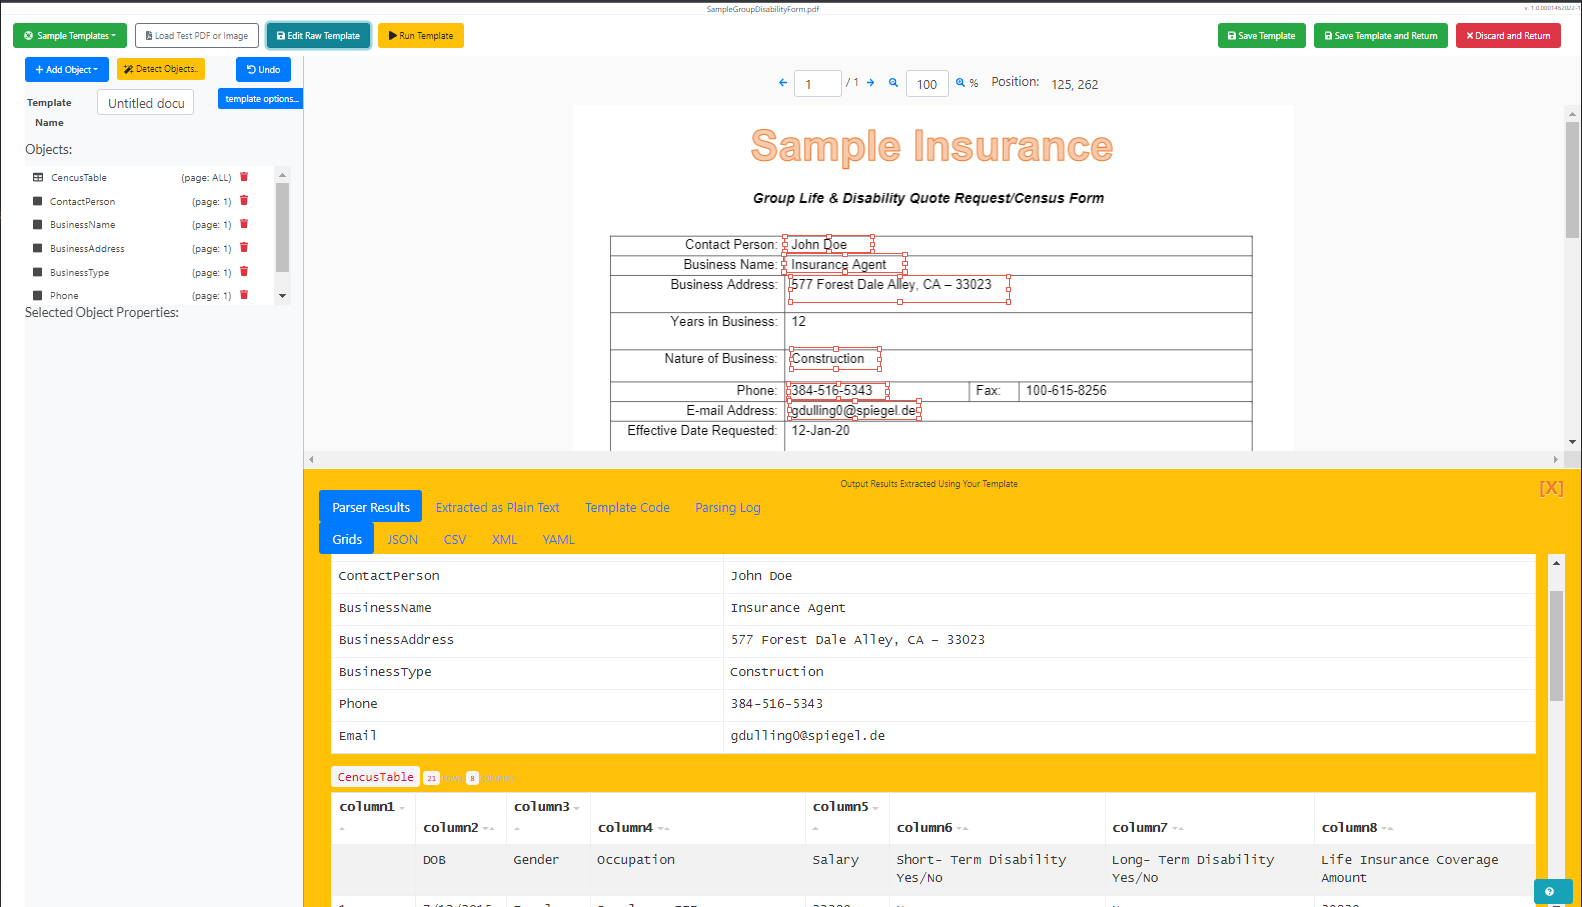 SampleGroupDisabilityForm.pdf
Sample Templates
Load Test PDF or Image
Edit Raw Template
Run Template
Save Template
Save Template and Return
Discard and Return
+ Add Object
Detect Objects..
Undo
Template Name
Untitled docu
template options...
Objects:
CencusTable (page: ALL)
ContactPerson (page: 1)
BusinessName (page: 1)
BusinessAddress (page: 1)
BusinessType (page: 1)
Phone (page: 1)
Selected Object Properties:
1 / 1 100 % Position: 125, 262
Sample Insurance
Group Life & Disability Quote Request/Census Form
Contact Person: John Doe
Business Name: Insurance Agent
Business Address: 577 Forest Dale Alley, CA – 33023
Years in Business: 12
Nature of Business: Construction
Phone: 384-516-5343 Fax: 100-615-8256
E-mail Address: gdulling0@spiegel.de
Effective Date Requested: 12-Jan-20
Output Results Extracted Using Your Template
[X]
Parser Results Extracted as Plain Text Template Code Parsing Log
Grids JSON CSV XML YAML
ContactPerson John Doe
BusinessName Insurance Agent
BusinessAddress 577 Forest Dale Alley, CA – 33023
BusinessType Construction
Phone 384-516-5343
Email gdulling0@spiegel.de
CencusTable 21 rows 8 columns
column1 column2 column3 column4 column5 column6 column7 column8
DOB Gender Occupation Salary Short- Term Disability Yes/No Long- Term Disability Yes/No Life Insurance Coverage Amount